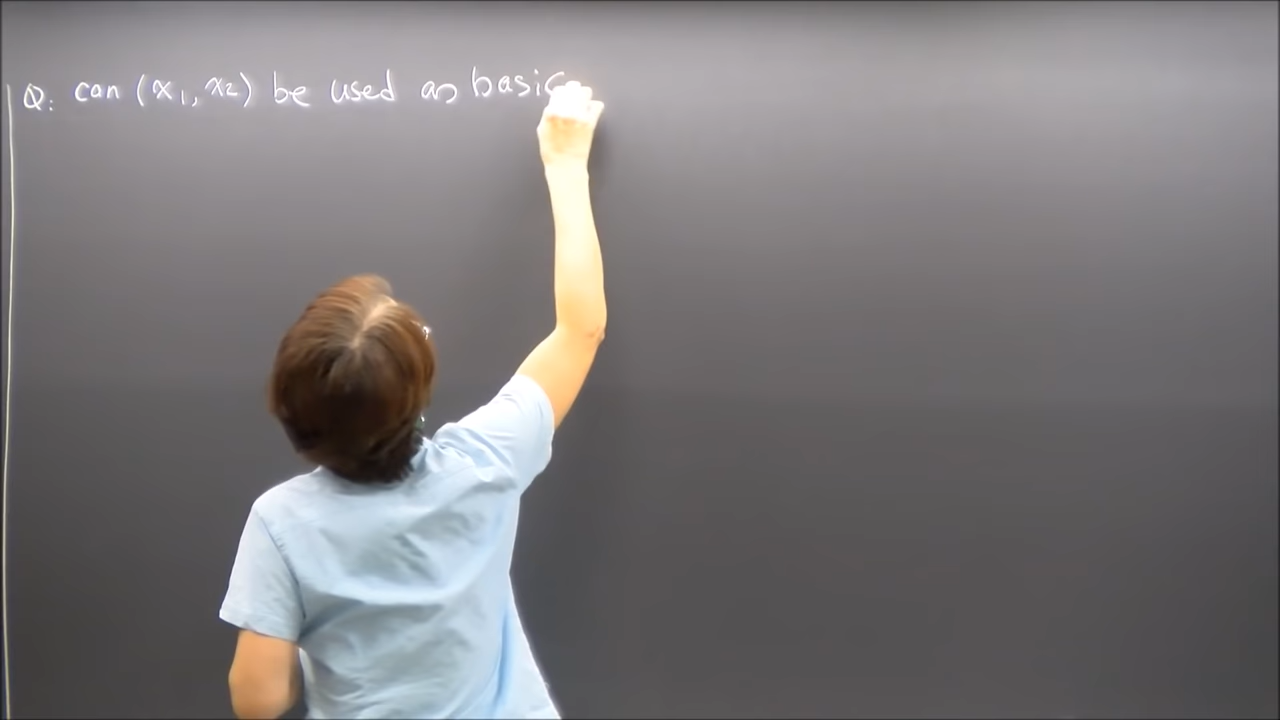 Q: can (x₁, x₂) be used as basic